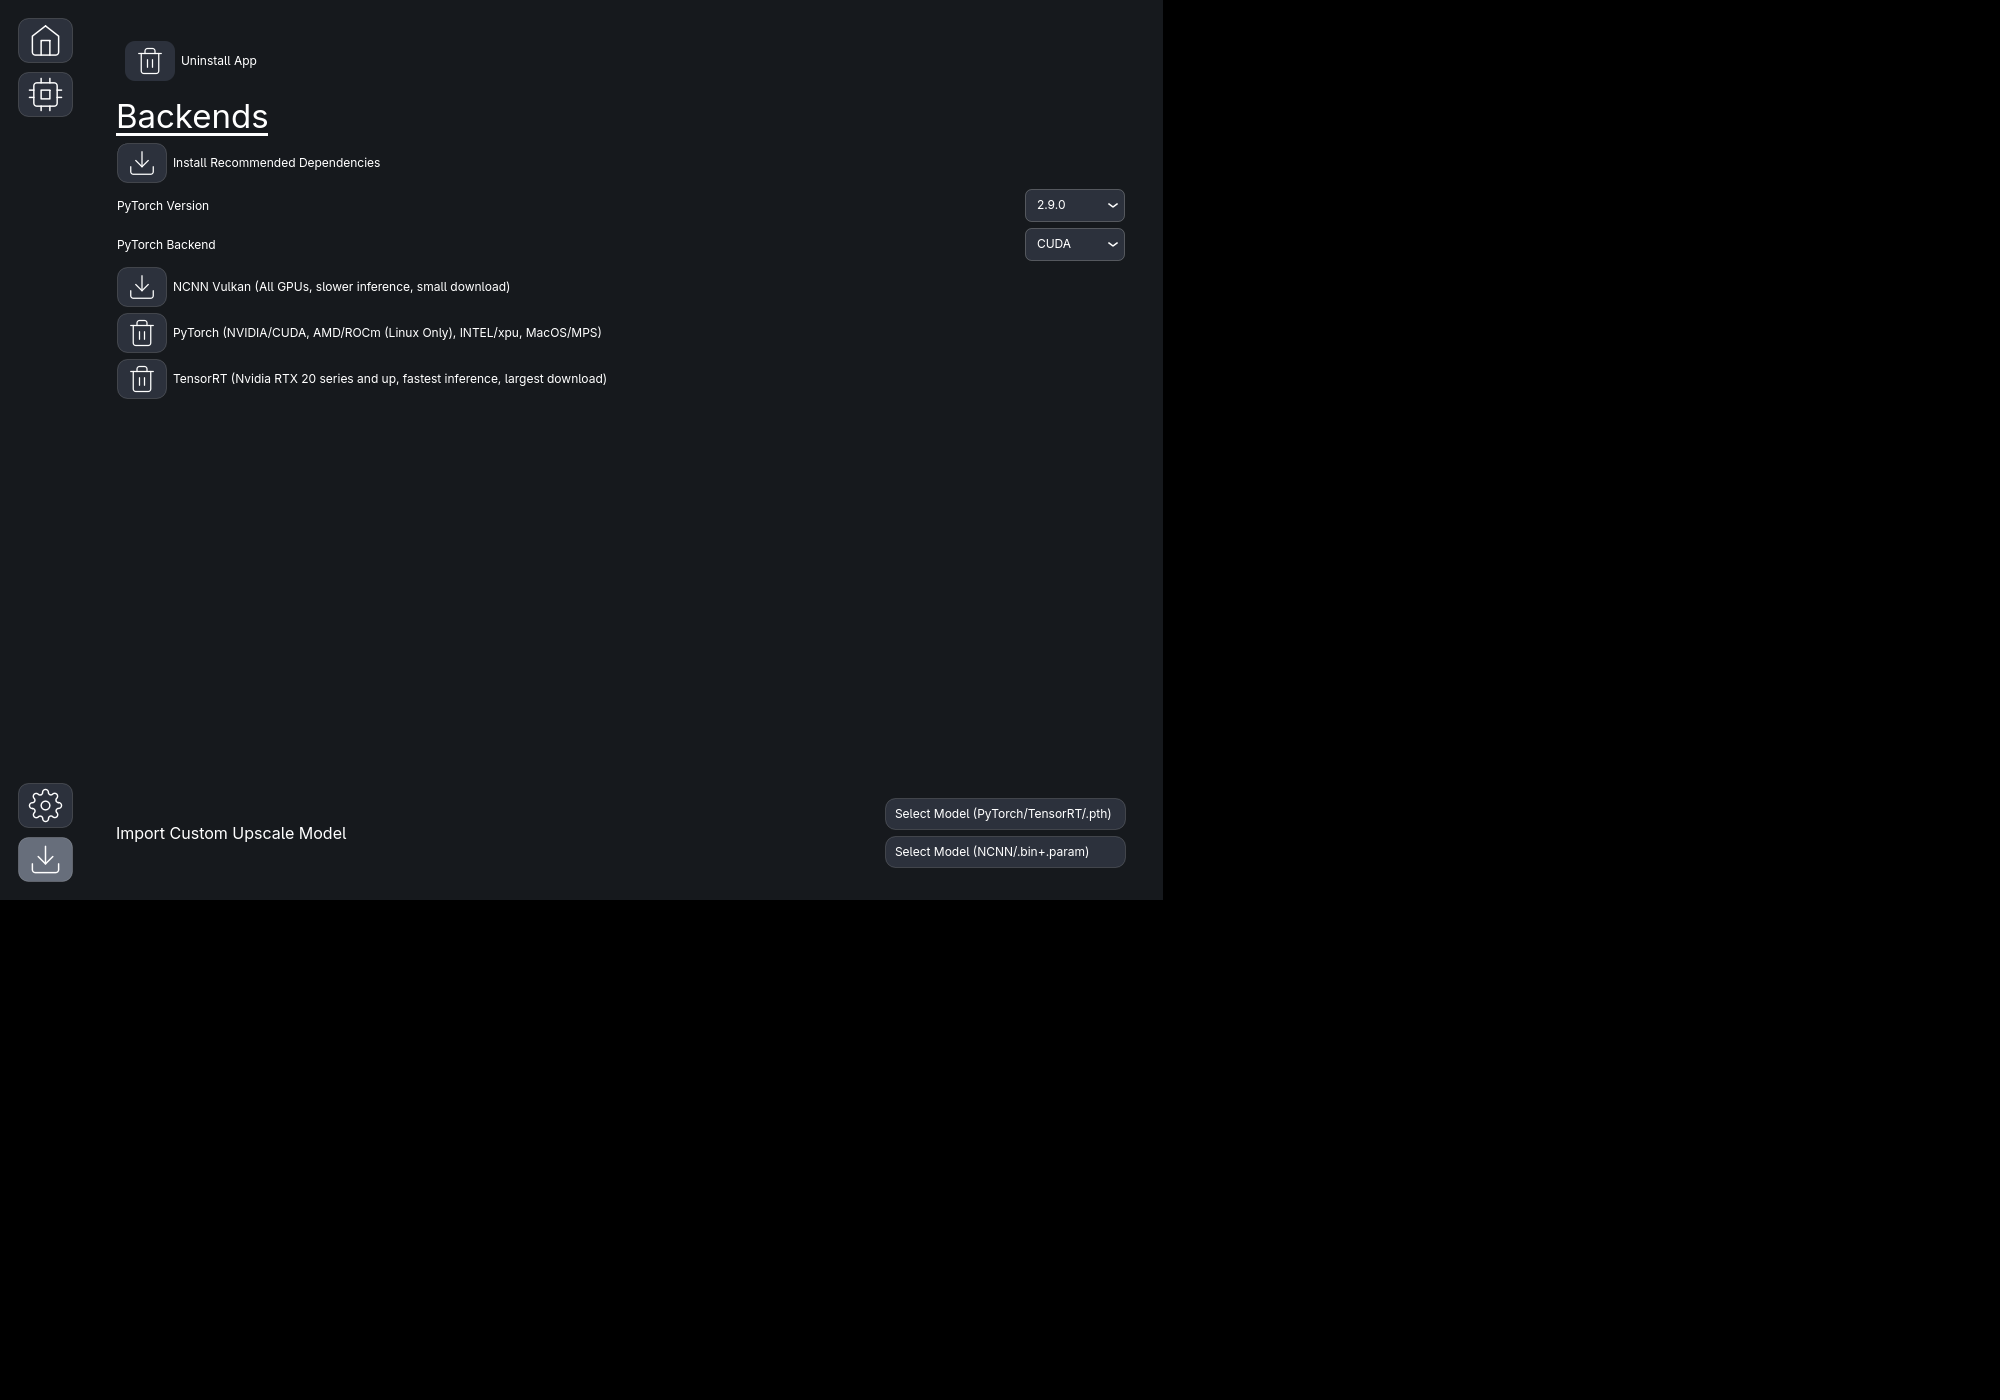 Uninstall App
Backends
Install Recommended Dependencies
PyTorch Version
2.9.0
PyTorch Backend
CUDA
NCNN Vulkan (All GPUs, slower inference, small download)
PyTorch (NVIDIA/CUDA, AMD/ROCm (Linux Only), INTEL/xpu, MacOS/MPS)
TensorRT (Nvidia RTX 20 series and up, fastest inference, largest download)
Import Custom Upscale Model
Select Model (PyTorch/TensorRT/.pth)
Select Model (NCNN/.bin+.param)